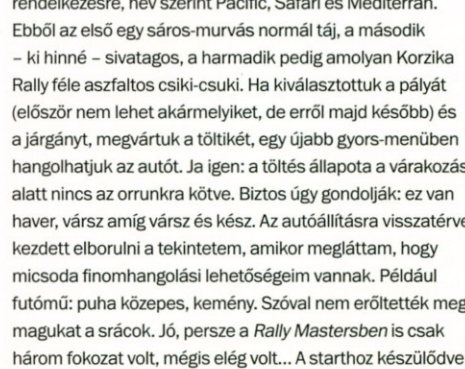 rendelkezésre, név szerint Pacific, Safari és Mediterran.
Ebből az első egy sáros-murvás normál táj, a második
– ki hinné – sivatagos, a harmadik pedig amolyan Korzika
Rally féle aszfaltos csiki-csuki. Ha kiválasztottuk a pályát
(először nem lehet akármelyiket, de erről majd később) és
a járgányt, megvártuk a töltikét, egy újabb gyors-menüben
hangolhatjuk az autót. Ja igen: a töltés állapota a várakozás
alatt nincs az orrunkra kötve. Biztos úgy gondolják: ez van
haver, vársz amíg vársz és kész. Az autóállításra visszatérve
kezdett elborulni a tekintetem, amikor megláttam, hogy
micsoda finomhangolási lehetőségeim vannak. Például
futómű: puha közepes, kemény. Szóval nem erőltették meg
magukat a srácok. Jó, persze a Rally Mastersben is csak
három fokozat volt, mégis elég volt... A starthoz készülődve